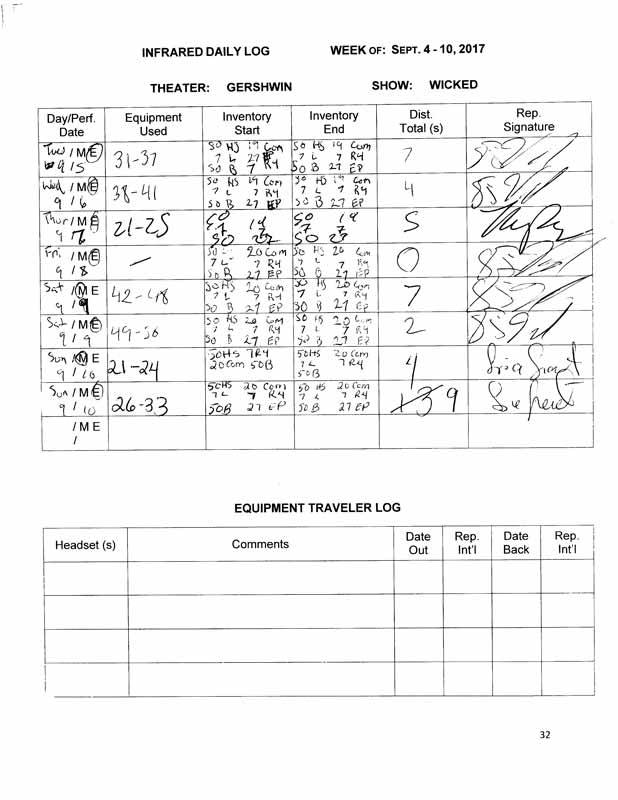 INFRARED DAILY LOG WEEK OF: SEPT. 4 - 10, 2017
THEATER: GERSHWIN SHOW: WICKED
Day/Perf. Date Equipment Used Inventory Start Inventory End Dist. Total (s) Rep. Signature
Tues / M E 31-37 50 HS 19 Com 50 HS 19 Com 7
9 / 5 7 L 7 R4
50 B 27 EP 50 B 27 EP
Wed / M E 38-41 50 HS 19 Com 50 HS 19 Com 4
9 / 6 7 L 7 R4 7 L 7 R4
50 B 27 EP 50 B 27 EP
Thur / M E 21-25 50 19 50 19 5
9 7 7 7
50 27 50 27
Fri / M E — 50 20 Com 50 HS 20 Com 0
9 / 8 7 L 7 R4 7 L 7 R4
50 B 27 EP 50 B 27 EP
Sat / M E 42-48 50 HS 20 Com 50 HS 20 Com 7
9 / 9 7 L 7 R4 7 L 7 R4
50 B 27 EP 50 B 27 EP
Sat / M E 49-50 50 HS 20 Com 50 HS 20 Com 2
9 / 9 7 L 7 R4 7 L 7 R4
50 B 27 EP 50 B 27 EP
Sun / M E 21-24 50HS 7R4 50HS 20 Com 4
9 / 10 20 Com 50B 7 L 7R4
50B
Sun / M E 26-33 50HS 20 Com 50 HS 20 Com 39
9 / 10 7 L 7 R4 7 L 7 R4
50B 27 EP 50B 27 EP
/ M E
/
EQUIPMENT TRAVELER LOG
Headset (s) Comments Date Out Rep. Int'l Date Back Rep. Int'l
32